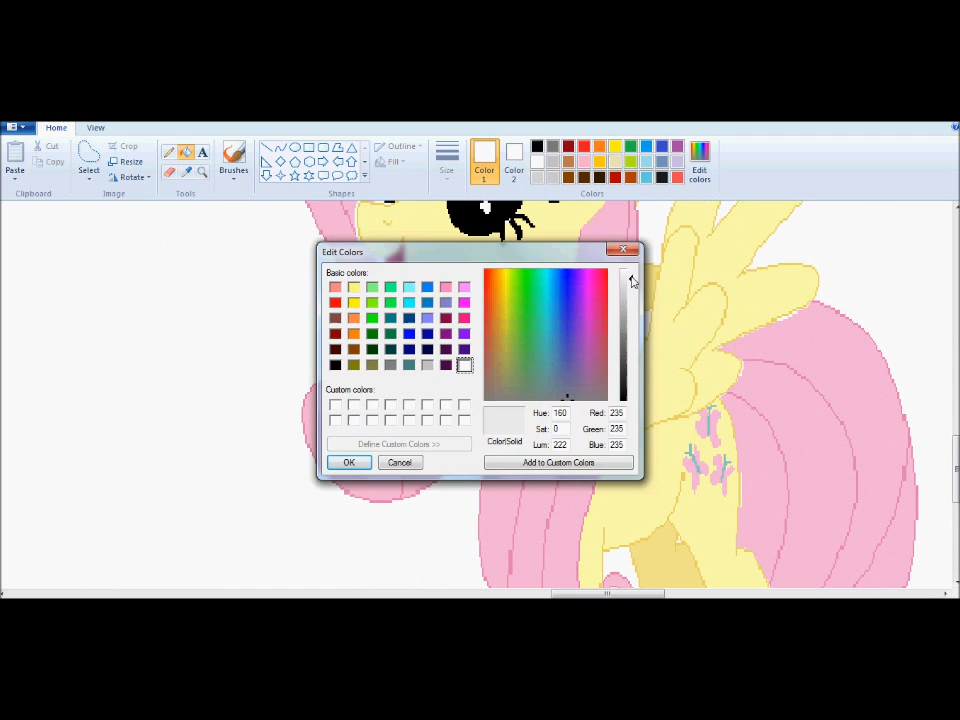 Home View
Cut
Copy
Paste
Clipboard
Select
Crop
Resize
Rotate
Image
A
Tools
Brushes
Outline
Fill
Shapes
Size
Color 1
Color 2
Edit colors
Colors
Edit Colors
Basic colors:
Custom colors:
Define Custom Colors >>
OK Cancel
Color|Solid
Hue: 160 Red: 235
Sat: 0 Green: 235
Lum: 222 Blue: 235
Add to Custom Colors